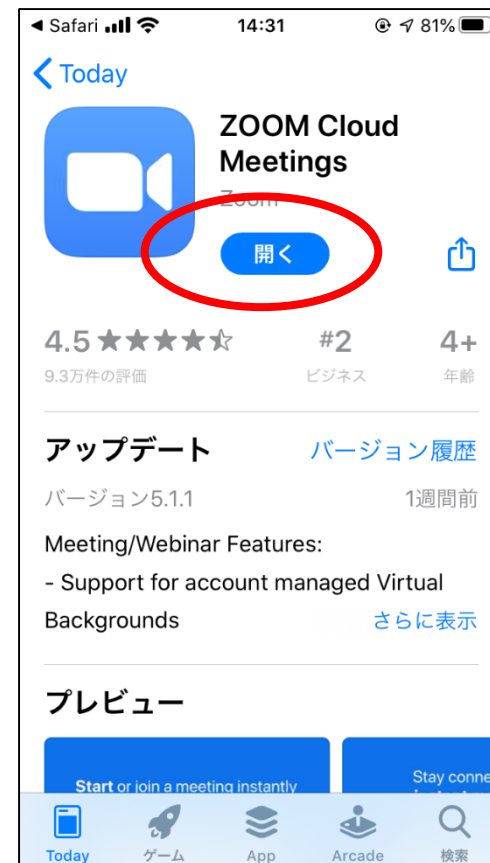 Safari 14:31 81%
Today
ZOOM Cloud
Meetings
Zoom
開く
4.5 #2 4+
9.3万件の評価 ビジネス 年齢
アップデート バージョン履歴
バージョン5.1.1 1週間前
Meeting/Webinar Features:
- Support for account managed Virtual
Backgrounds さらに表示
プレビュー
Start or join a meeting instantly Stay conne
Today ゲーム App Arcade 検索